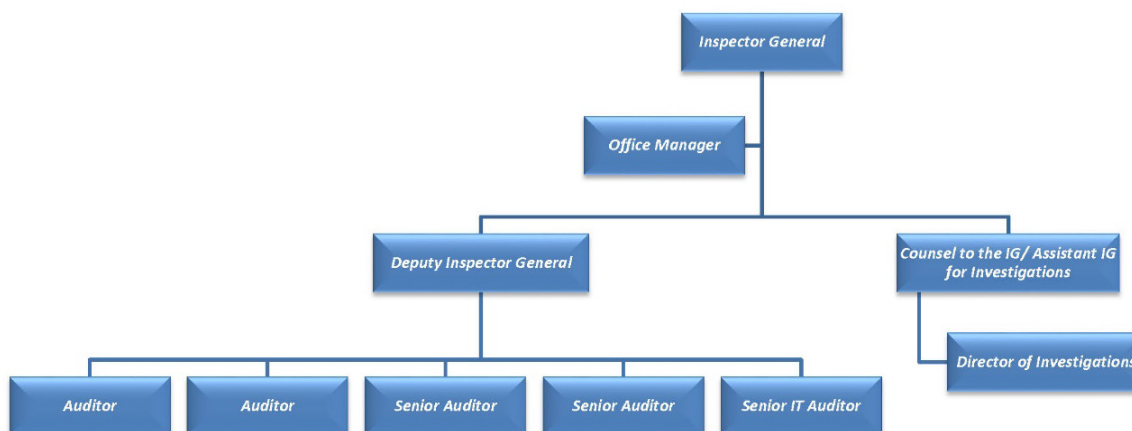 Inspector General
Office Manager
Deputy Inspector General
Counsel to the IG/ Assistant IG
for Investigations
Director of Investigations
Auditor
Auditor
Senior Auditor
Senior Auditor
Senior IT Auditor